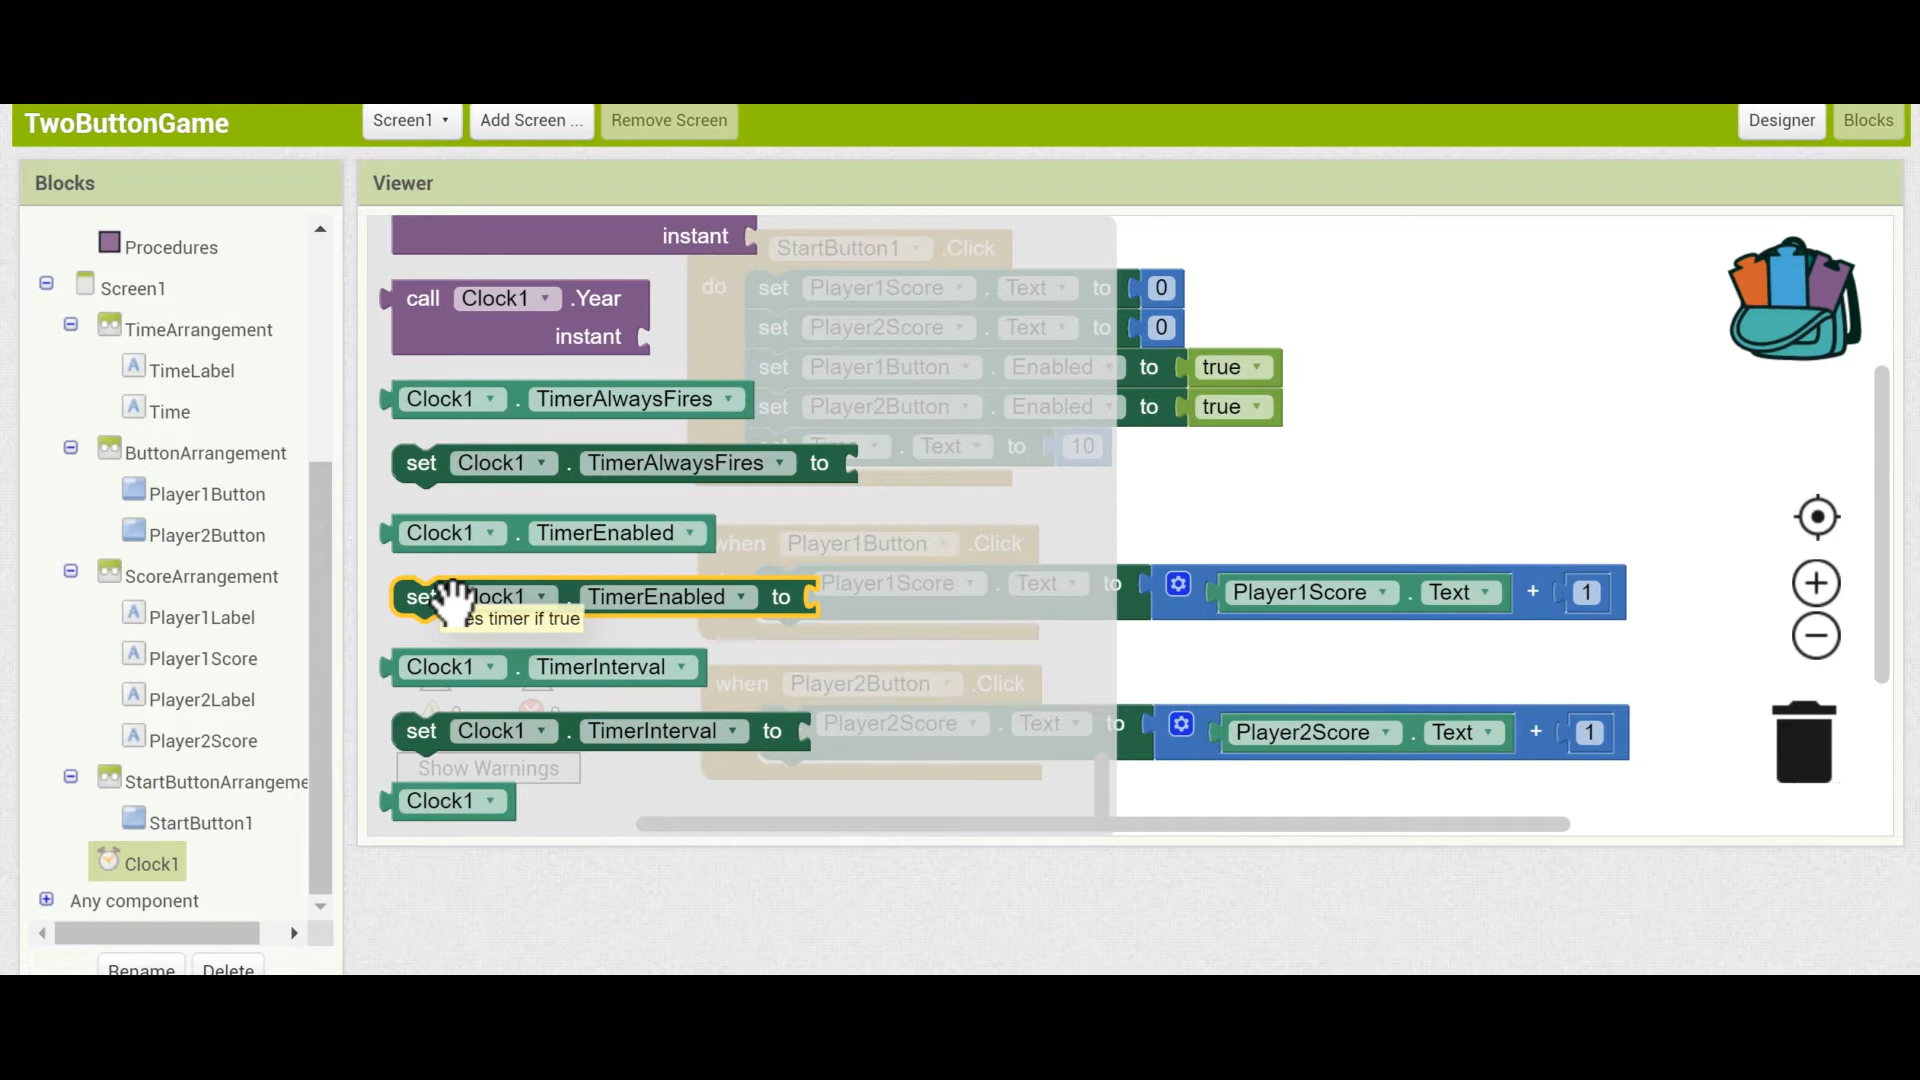 TwoButtonGame
Screen1
Add Screen ...
Remove Screen
Designer
Blocks
Blocks
Procedures
Screen1
TimeArrangement
TimeLabel
Time
ButtonArrangement
Player1Button
Player2Button
ScoreArrangement
Player1Label
Player1Score
Player2Label
Player2Score
StartButtonArrangeme
StartButton1
Clock1
Any component
Rename
Delete
Viewer
instant
call Clock1 .Year
instant
Clock1 . TimerAlwaysFires
set Clock1 . TimerAlwaysFires to
Clock1 . TimerEnabled
set Clock1 . TimerEnabled to
timer if true
Clock1 . TimerInterval
set Clock1 . TimerInterval to
Show Warnings
Clock1
StartButton1 .Click
do set Player1Score . Text to 0
set Player2Score . Text to 0
set Player1Button . Enabled to true
set Player2Button . Enabled to true
set Time . Text to 10
when Player1Button .Click
Player1Score . Text to Player1Score . Text + 1
when Player2Button .Click
Player2Score . Text to Player2Score . Text + 1